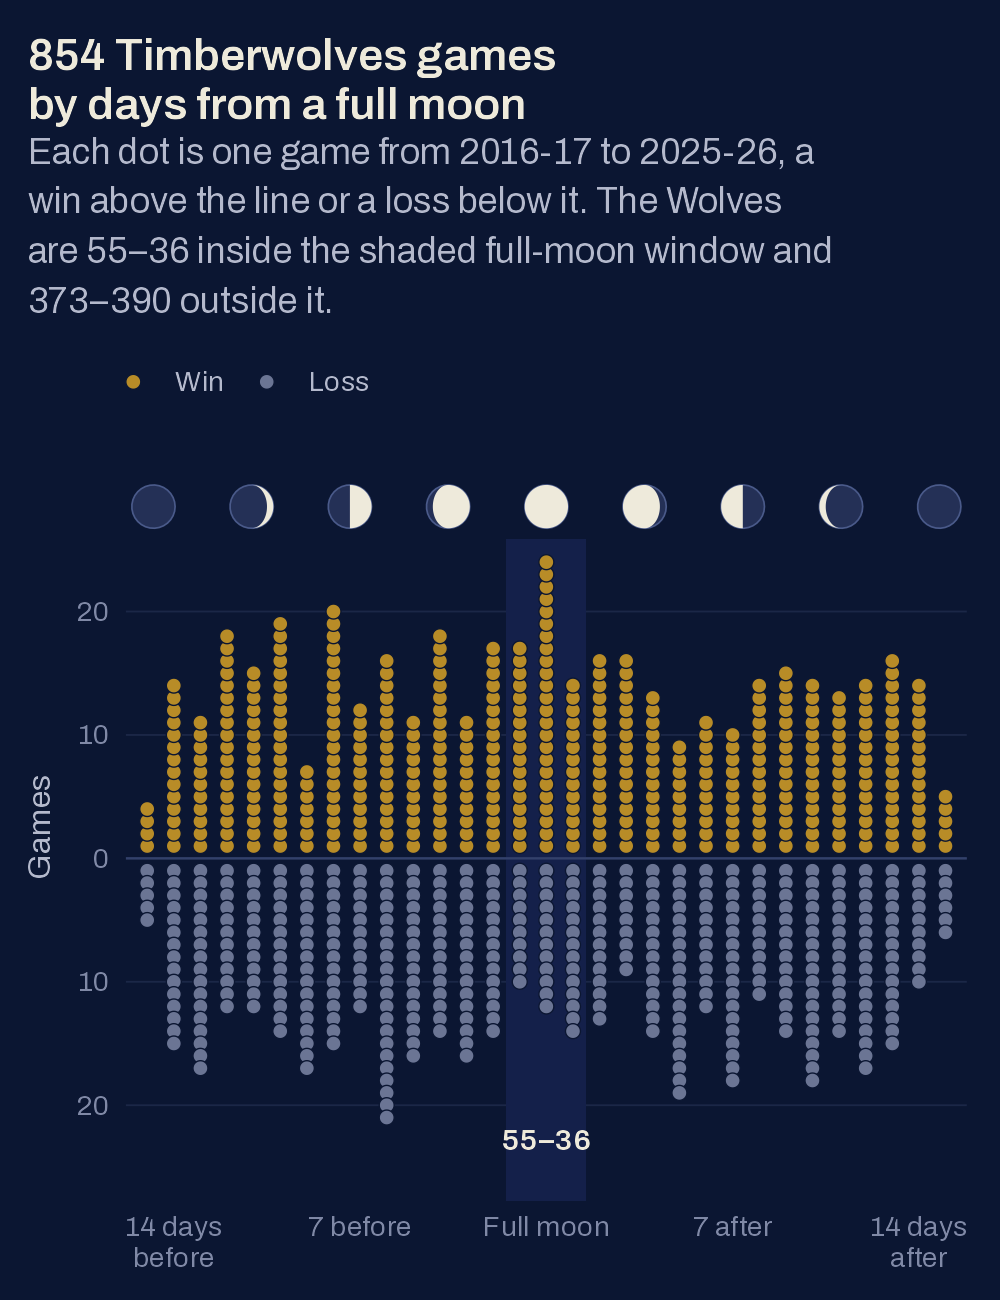 854 Timberwolves games
by days from a full moon
Each dot is one game from 2016-17 to 2025-26, a
win above the line or a loss below it. The Wolves
are 55–36 inside the shaded full-moon window and
373–390 outside it.
Win Loss
20
10
Games
0
10
20
55–36
14 days before
7 before
Full moon
7 after
14 days after